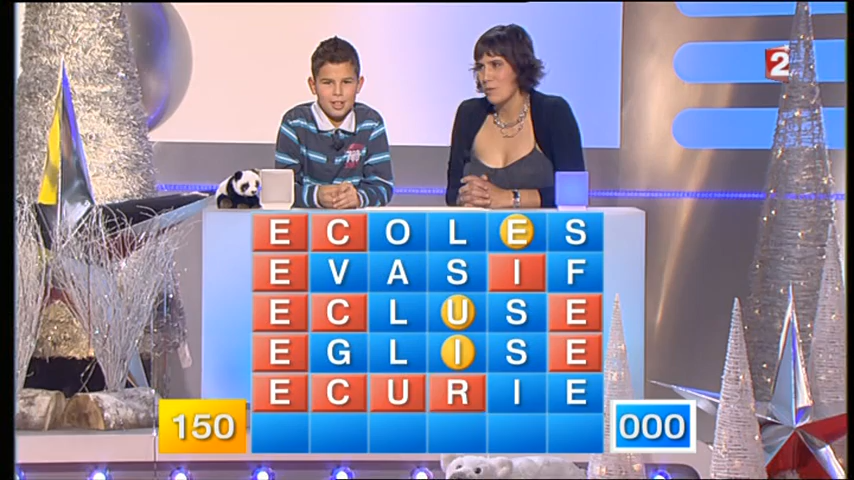 2
ECOLES
EVASIF
ECLUSE
EGLISE
ECURIE
150
000